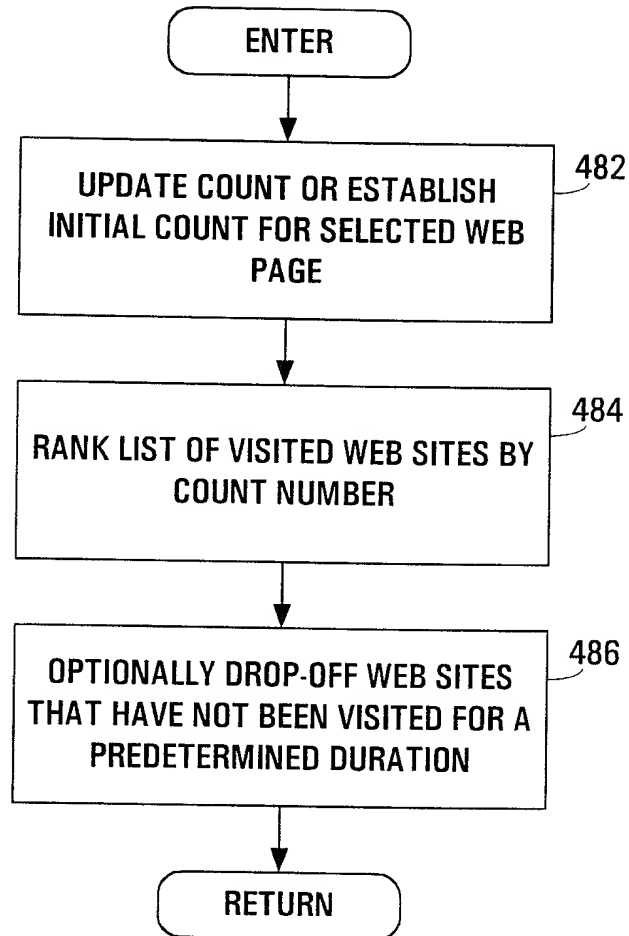 ENTER
482
UPDATE COUNT OR ESTABLISH
INITIAL COUNT FOR SELECTED WEB
PAGE
484
RANK LIST OF VISITED WEB SITES BY
COUNT NUMBER
486
OPTIONALLY DROP-OFF WEB SITES
THAT HAVE NOT BEEN VISITED FOR A
PREDETERMINED DURATION
RETURN